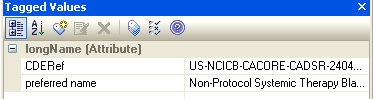 Tagged Values
longName (Attribute)
CDERef US-NCICB-CACORE-CADSR-2404...
preferred name Non-Protocol Systemic Therapy Bla...